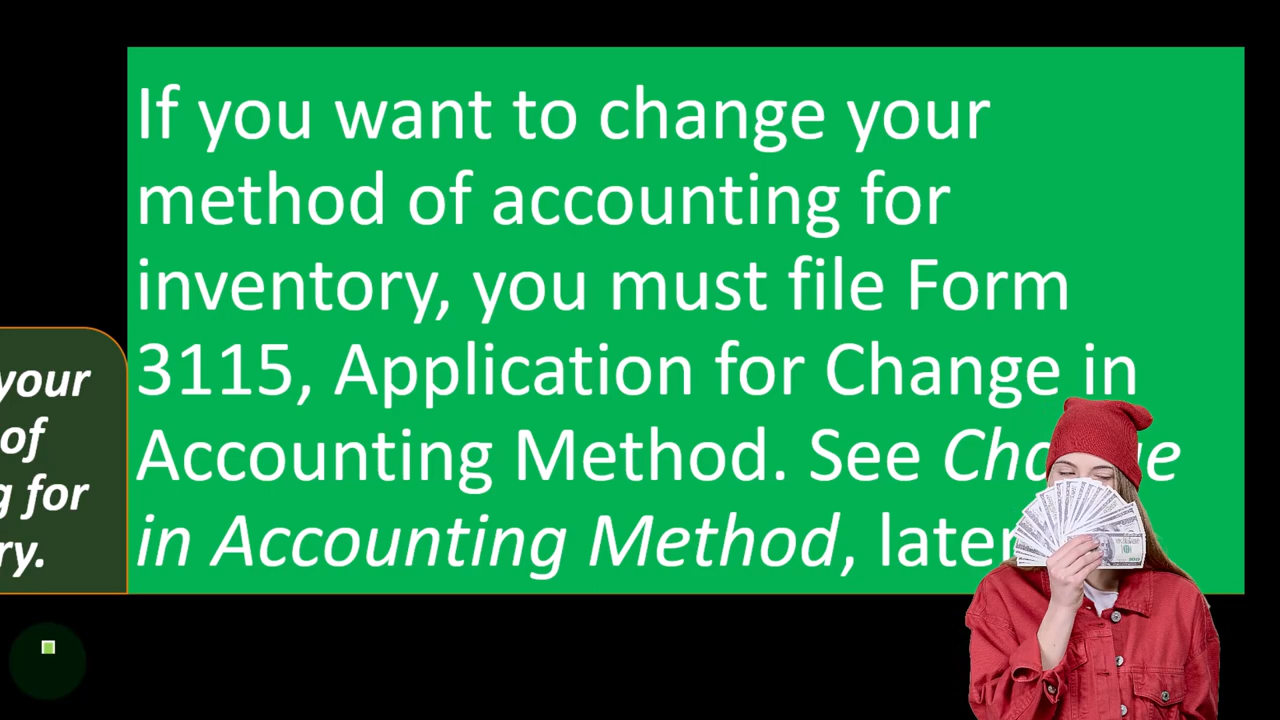 If you want to change your
method of accounting for
inventory, you must file Form
3115, Application for Change in
Accounting Method. See
in Accounting Method, later
your
of
for